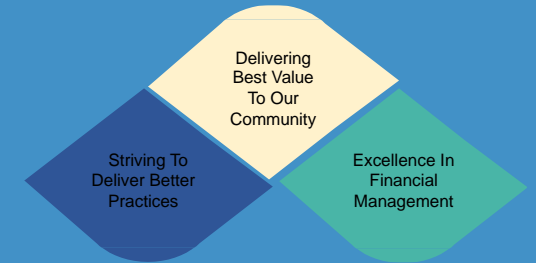 Delivering
Best Value
To Our
Community
Striving To
Deliver Better
Practices
Excellence In
Financial
Management